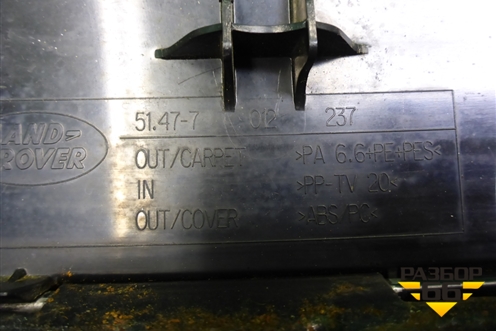 LAND-
ROVER
51.47-7 012 237
OUT/CARPET >PA 6.6+PE+PES<
IN >PP-TV 20<
OUT/COVER >ABS/PC<
РАЗБОР
66